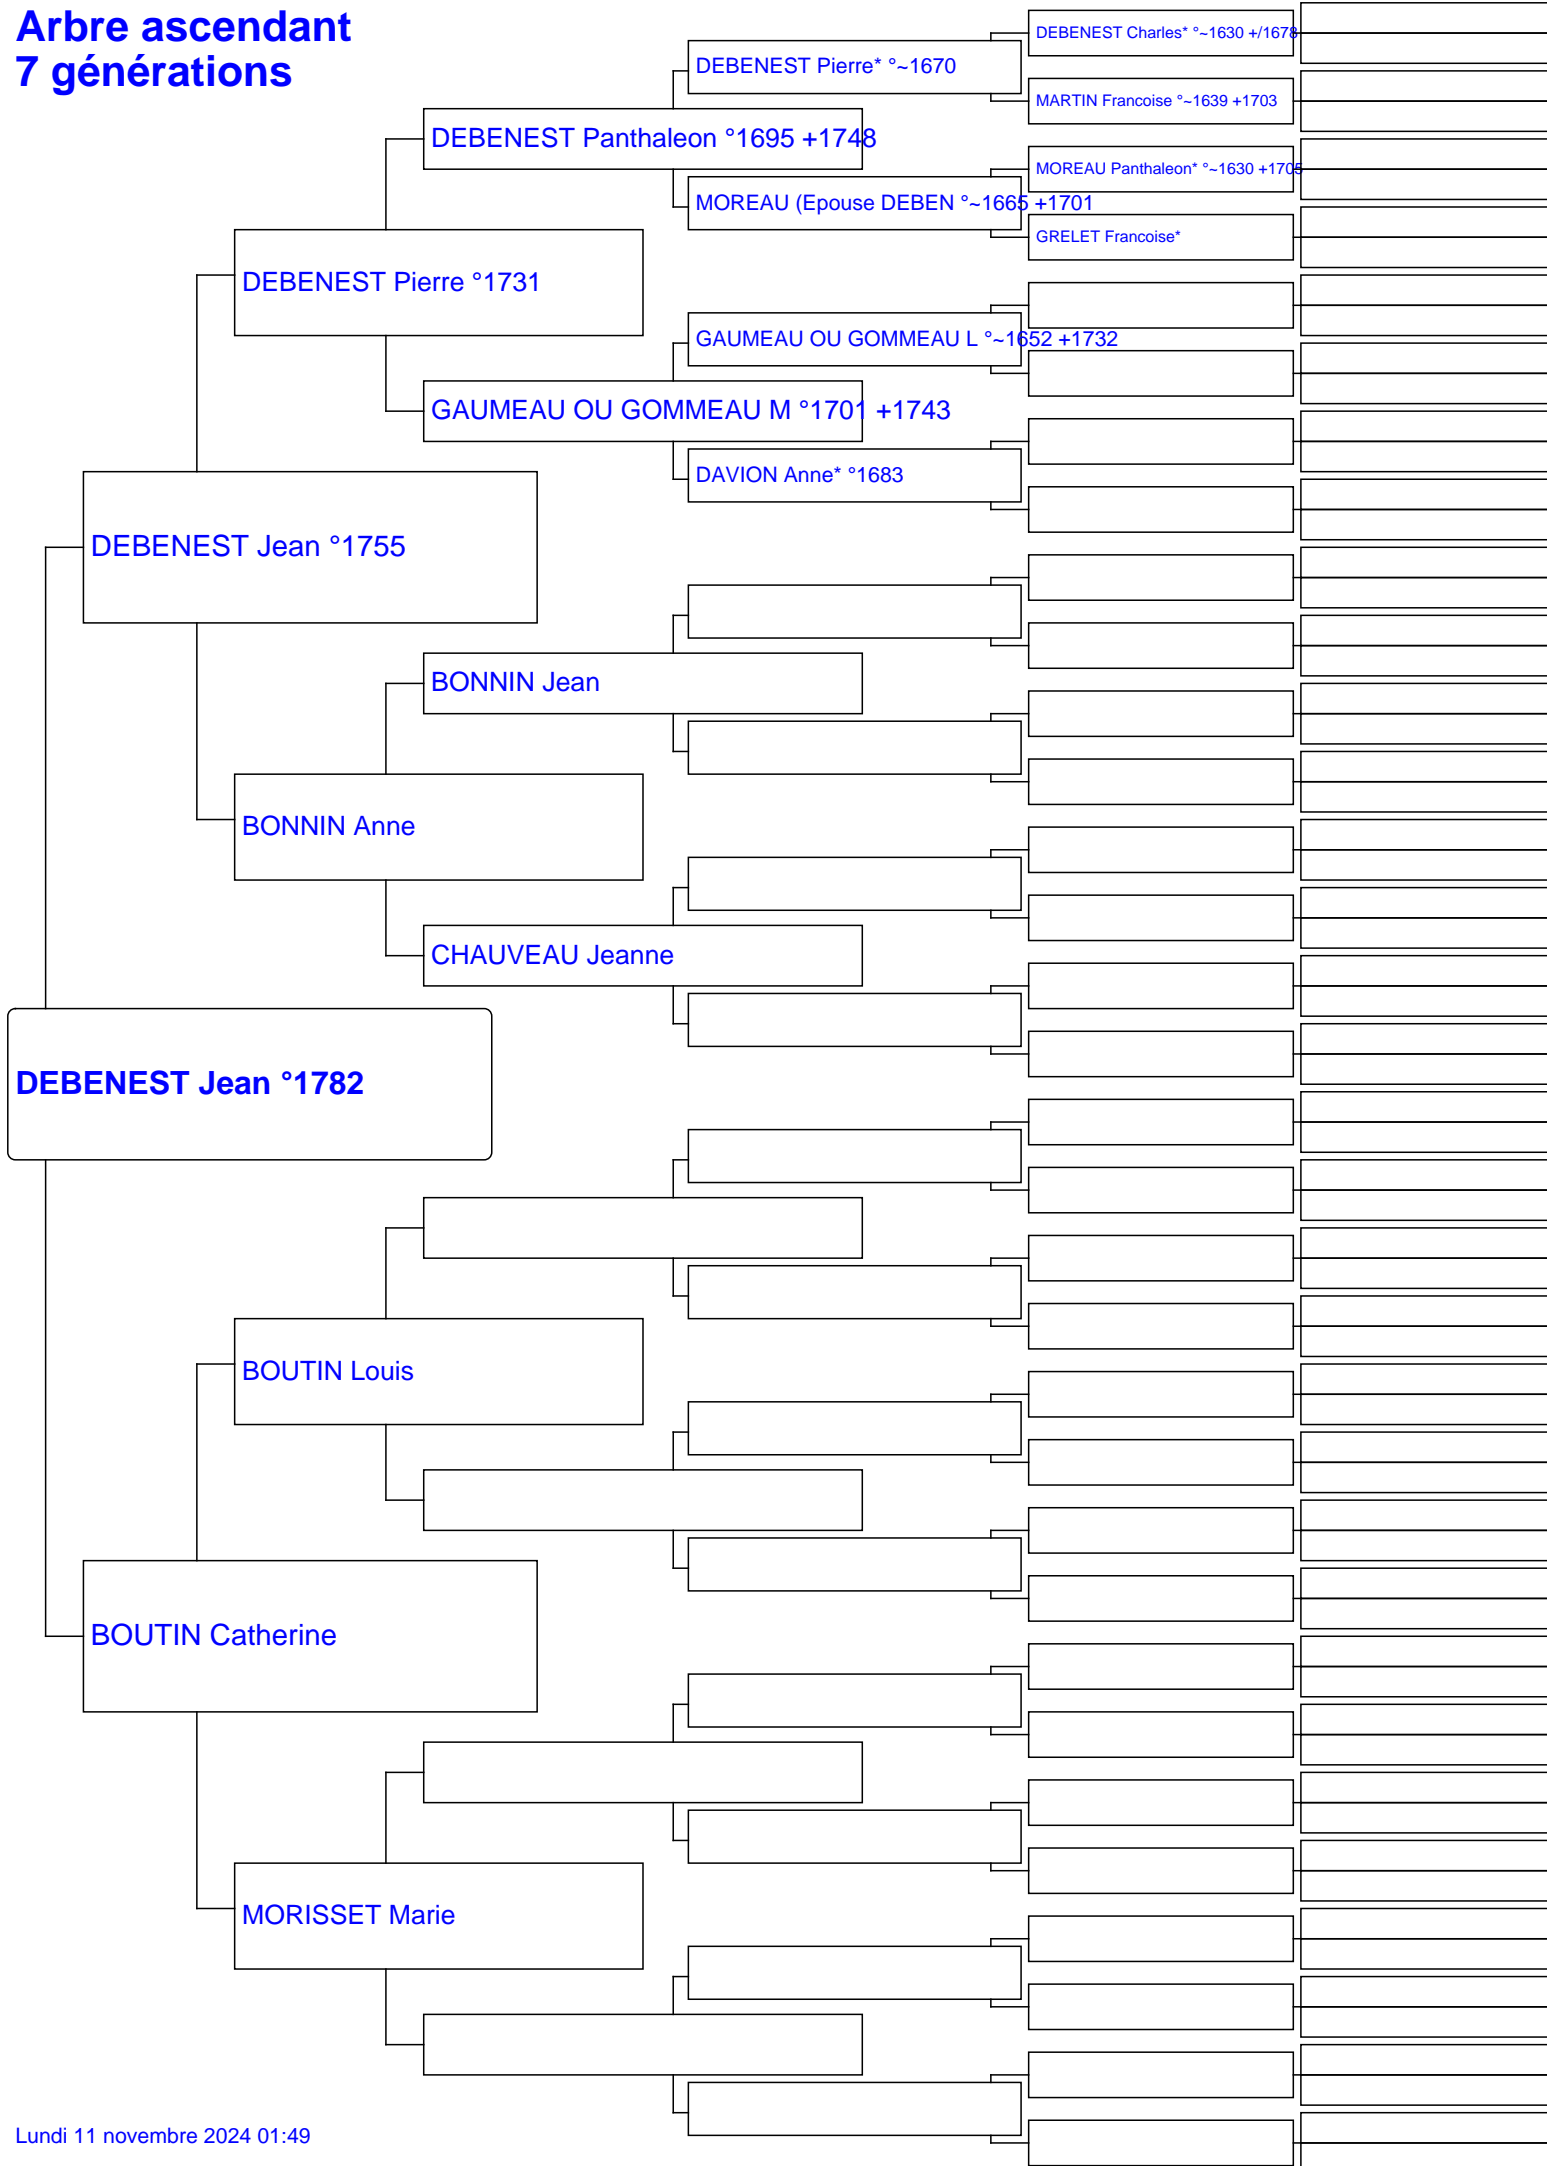 Arbre ascendant
7 générations
DEBENEST Charles* °~1630 +/1678
DEBENEST Pierre* °~1670
MARTIN Francoise °~1639 +1703
DEBENEST Panthaleon °1695 +1748
MOREAU Panthaleon* °~1630 +1705
MOREAU (Epouse DEBEN °~1665 +1701
GRELET Francoise*
DEBENEST Pierre °1731
GAUMEAU OU GOMMEAU L °~1652 +1732
GAUMEAU OU GOMMEAU M °1701 +1743
DAVION Anne* °1683
DEBENEST Jean °1755
BONNIN Jean
BONNIN Anne
CHAUVEAU Jeanne
DEBENEST Jean °1782
BOUTIN Louis
BOUTIN Catherine
MORISSET Marie
Lundi 11 novembre 2024 01:49